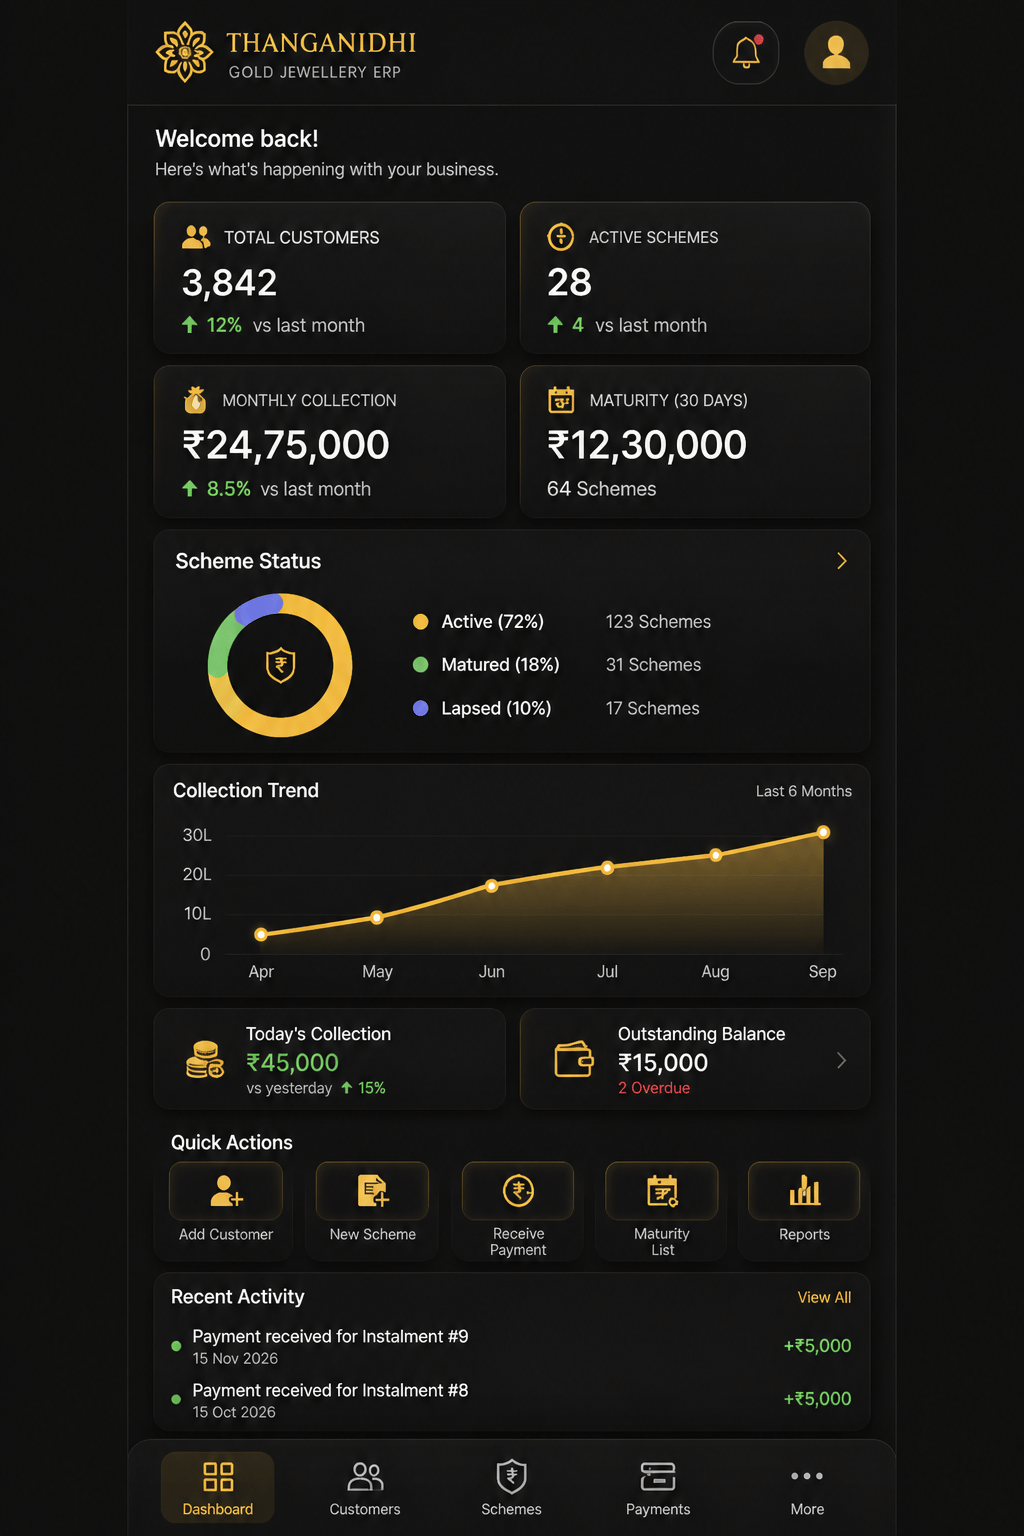 THANGANIDHI
GOLD JEWELLERY ERP
Welcome back!
Here's what's happening with your business.
TOTAL CUSTOMERS
3,842
12% vs last month
ACTIVE SCHEMES
28
4 vs last month
MONTHLY COLLECTION
₹24,75,000
8.5% vs last month
MATURITY (30 DAYS)
₹12,30,000
64 Schemes
Scheme Status
₹
Active (72%) 123 Schemes
Matured (18%) 31 Schemes
Lapsed (10%) 17 Schemes
Collection Trend
Last 6 Months
30L
20L
10L
0
Apr May Jun Jul Aug Sep
Today's Collection
₹45,000
vs yesterday 15%
Outstanding Balance
₹15,000
2 Overdue
Quick Actions
Add Customer
New Scheme
₹
Receive
Payment
Maturity
List
Reports
Recent Activity
View All
Payment received for Instalment #9
15 Nov 2026
+₹5,000
Payment received for Instalment #8
15 Oct 2026
+₹5,000
Dashboard
Customers
₹
Schemes
Payments
More